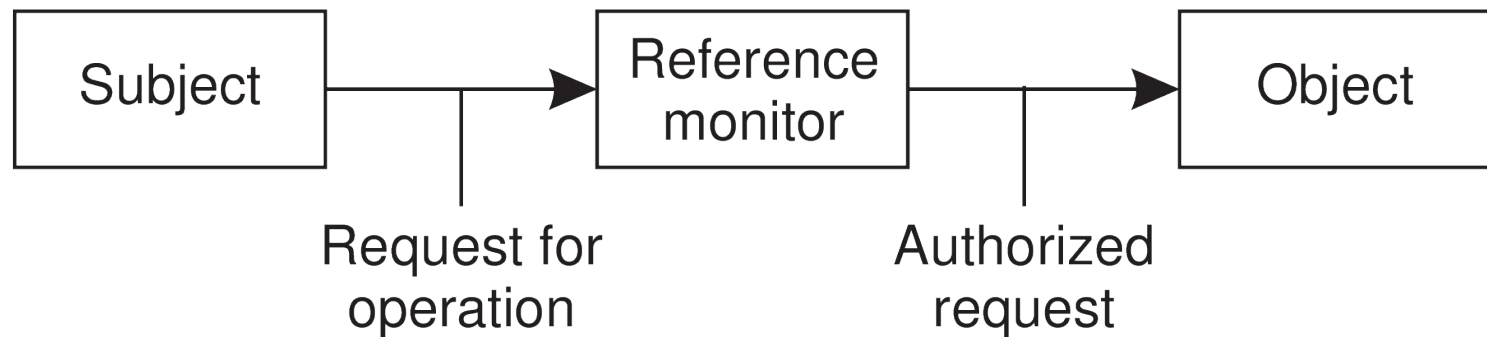 Subject
Reference
monitor
Object
Request for
operation
Authorized
request